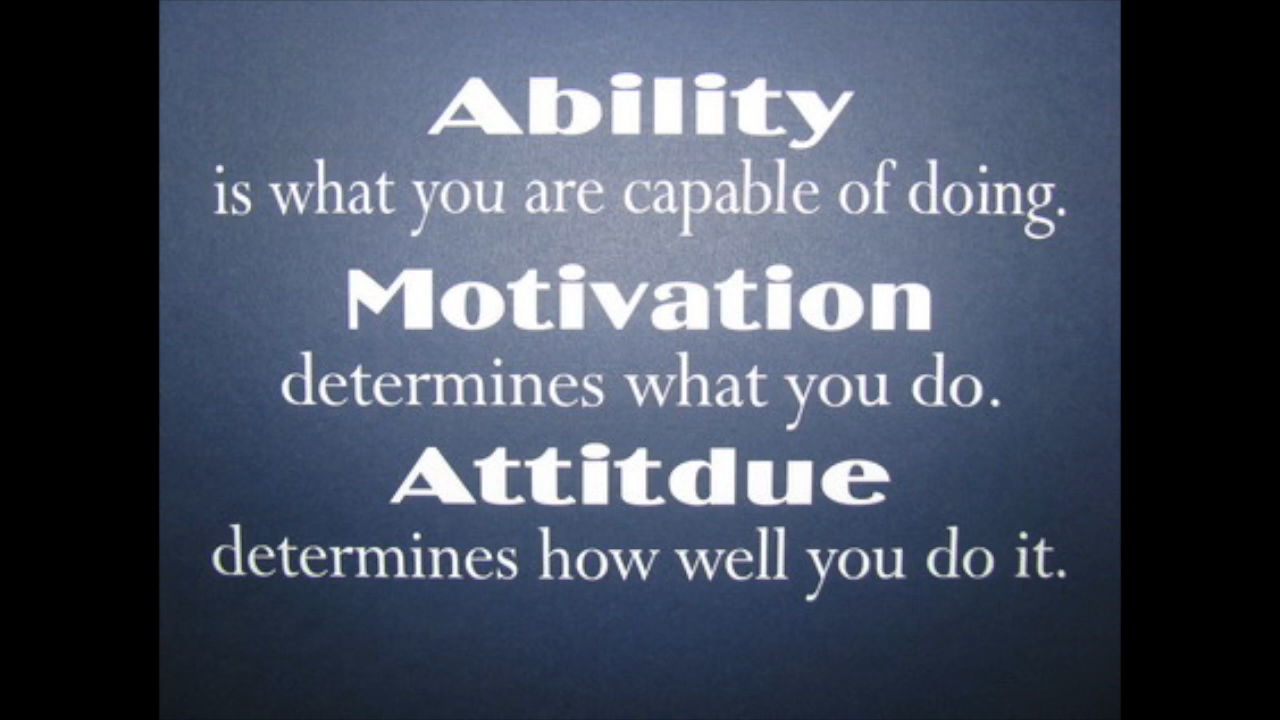 Ability
is what you are capable of doing.
Motivation
determines what you do.
Attitdue
determines how well you do it.